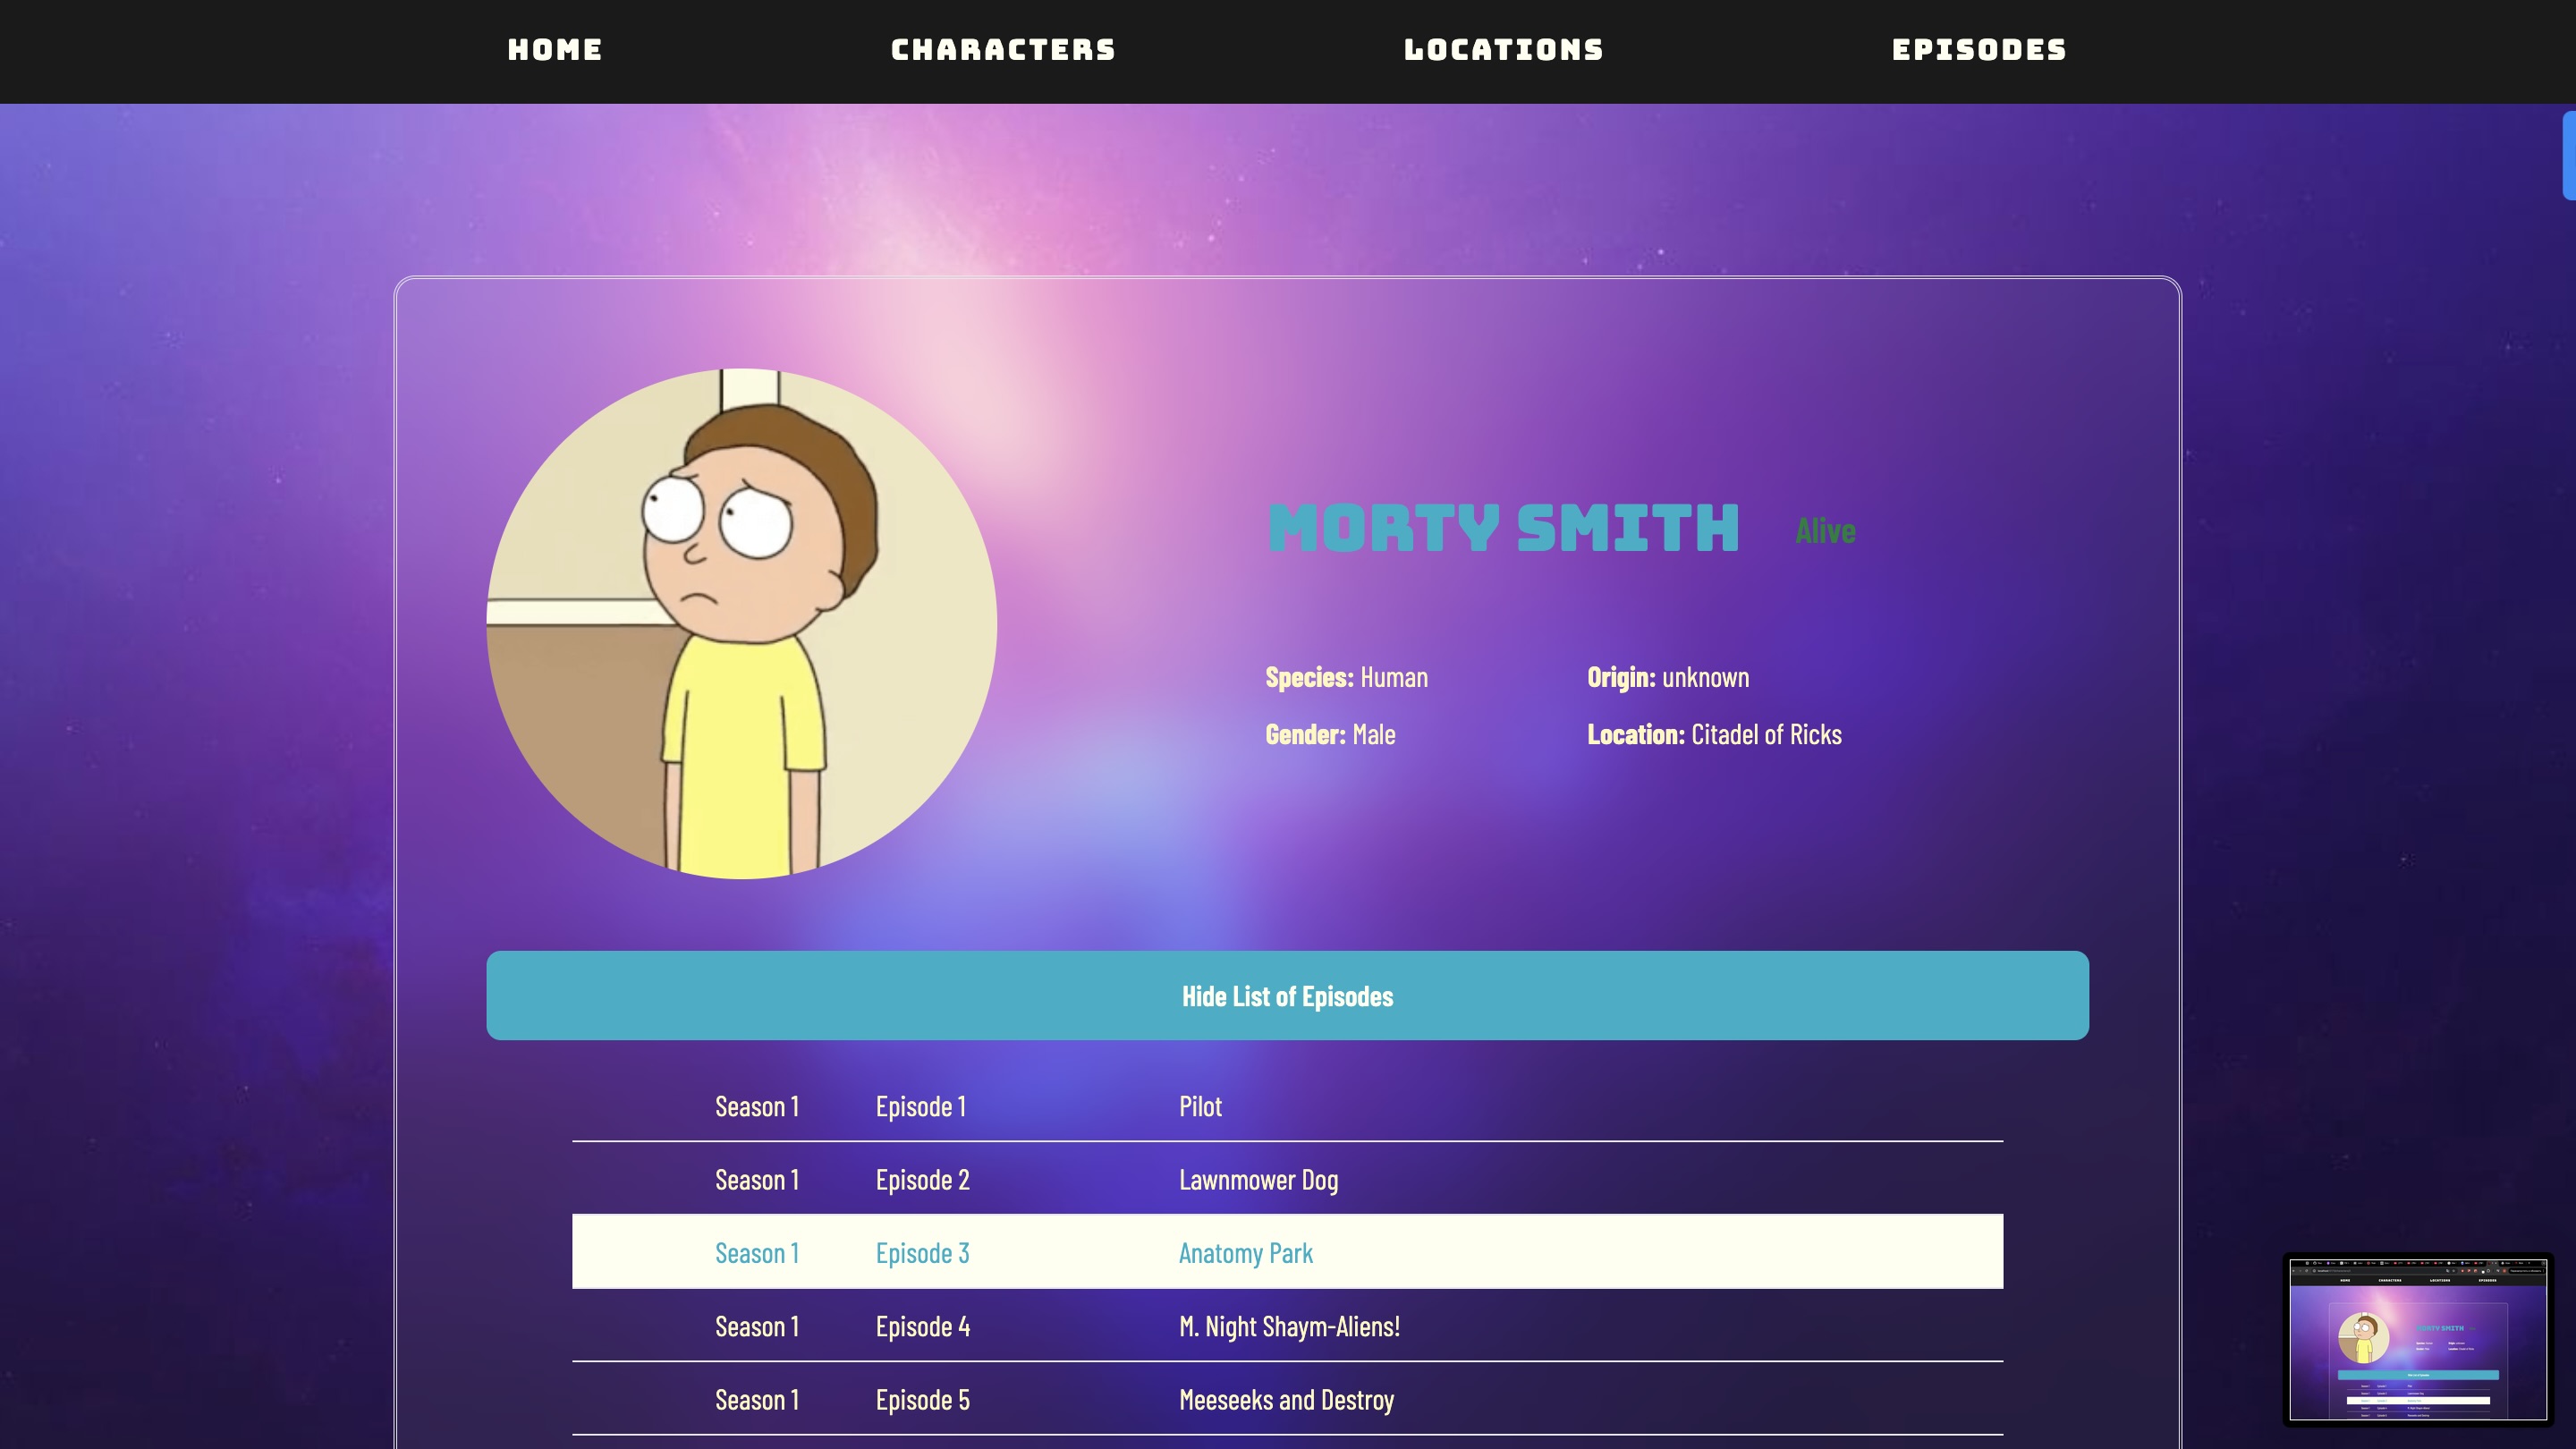 HOME CHARACTERS LOCATIONS EPISODES
MORTY SMITH Alive
Species: Human Origin: unknown
Gender: Male Location: Citadel of Ricks
Hide List of Episodes
Season 1 Episode 1 Pilot
Season 1 Episode 2 Lawnmower Dog
Season 1 Episode 3 Anatomy Park
Season 1 Episode 4 M. Night Shaym-Aliens!
Season 1 Episode 5 Meeseeks and Destroy